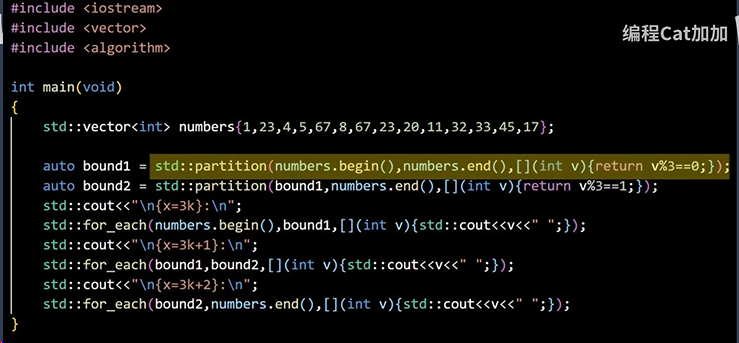 #include <iostream>
#include <vector>
#include <algorithm>
编程Cat加加
int main(void)
{
    std::vector<int> numbers{1,23,4,5,67,8,67,23,20,11,32,33,45,17};
    auto bound1 = std::partition(numbers.begin(),numbers.end(),[](int v){return v%3==0;});
    auto bound2 = std::partition(bound1,numbers.end(),[](int v){return v%3==1;});
    std::cout<<"\n{x=3k}:\n";
    std::for_each(numbers.begin(),bound1,[](int v){std::cout<<v<<" ";});
    std::cout<<"\n{x=3k+1}:\n";
    std::for_each(bound1,bound2,[](int v){std::cout<<v<<" ";});
    std::cout<<"\n{x=3k+2}:\n";
    std::for_each(bound2,numbers.end(),[](int v){std::cout<<v<<" ";});
}